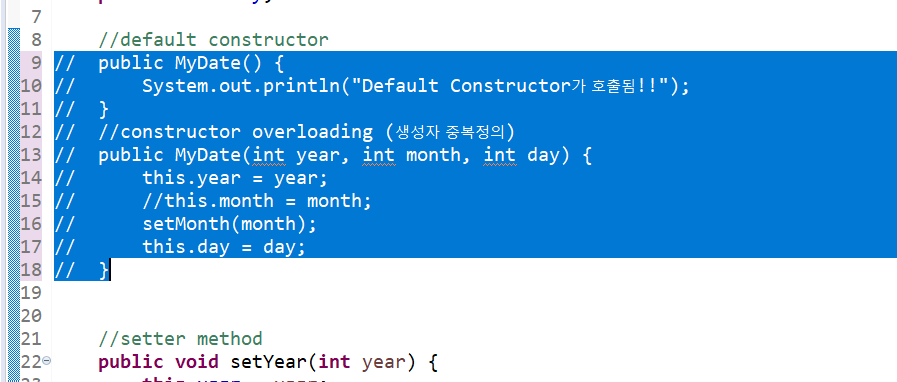 7
8 //default constructor
9 // public MyDate() {
10 // System.out.println("Default Constructor가 호출됨!!");
11 // }
12 // //constructor overloading (생성자 중복정의)
13 // public MyDate(int year, int month, int day) {
14 // this.year = year;
15 // //this.month = month;
16 // setMonth(month);
17 // this.day = day;
18 // }
19
20
21 //setter method
22 public void setYear(int year) {